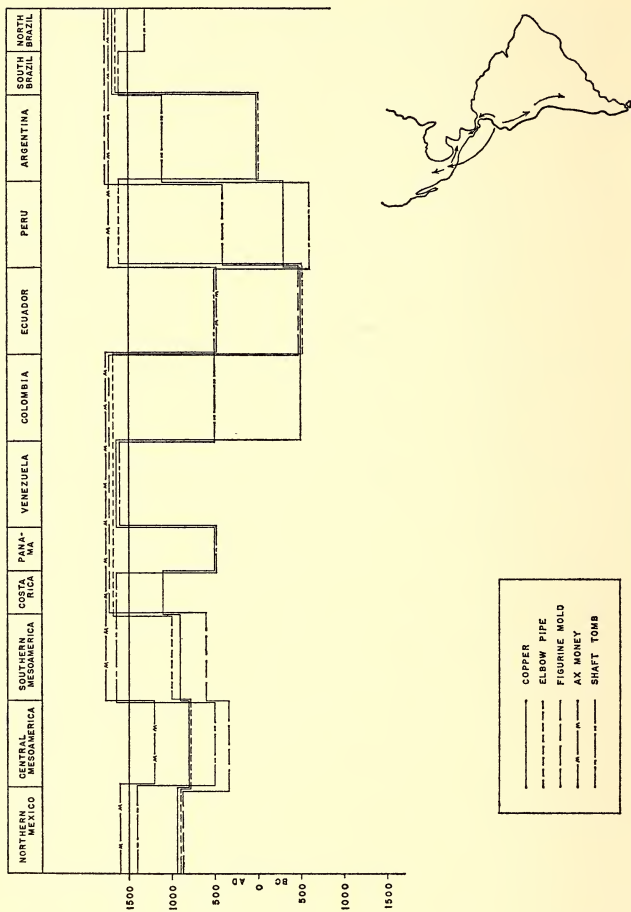 NORTHERN
MEXICO
CENTRAL
MESOAMERICA
SOUTHERN
MESOAMERICA
COSTA
RICA
PANA-
MA
VENEZUELA
COLOMBIA
ECUADOR
PERU
ARGENTINA
SOUTH
BRAZIL
NORTH
BRAZIL
1500
1000
500
AD
0
BC
500
1000
1500
COPPER
ELBOW PIPE
FIGURINE MOLD
AX MONEY
SHAFT TOMB